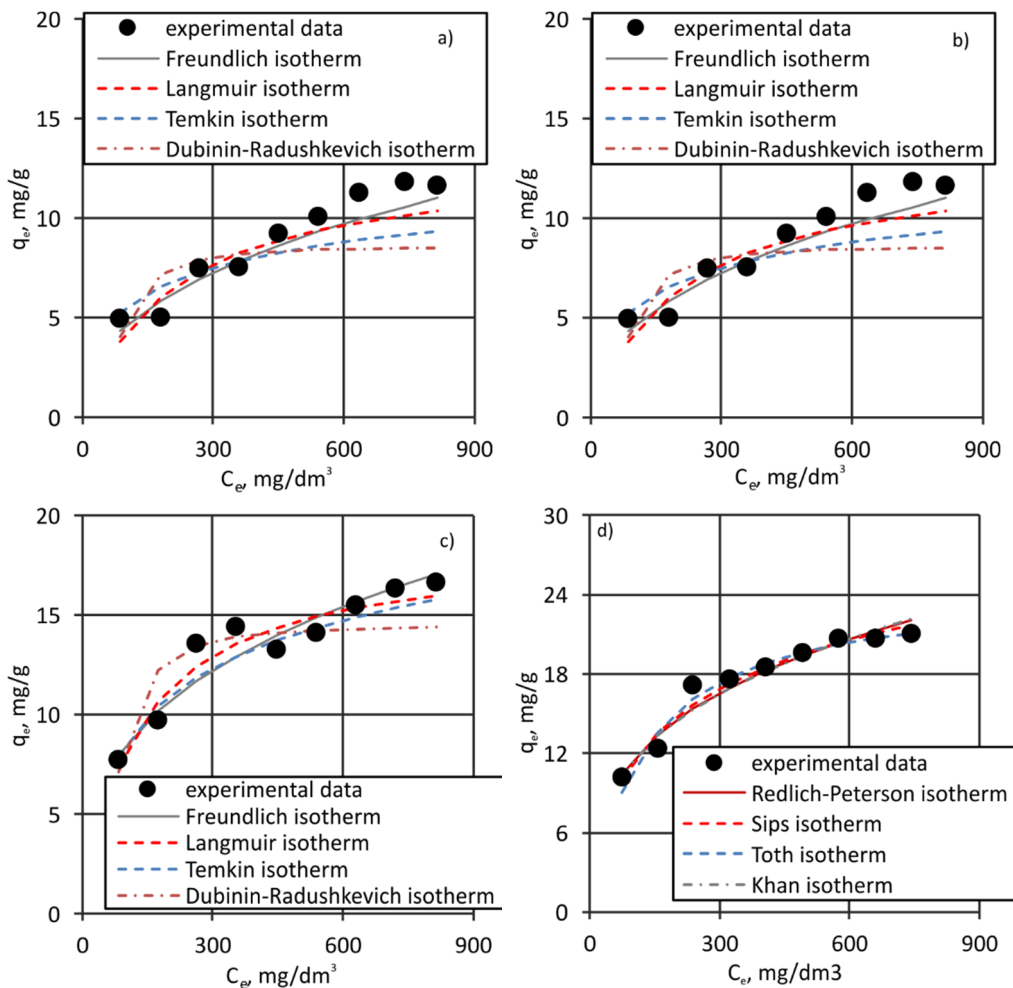 20
15
10
5
0
qe, mg/g
experimental data
Freundlich isotherm
Langmuir isotherm
Temkin isotherm
Dubinin-Radushkevich isotherm
a)
0 300 600 900
Ce, mg/dm³
20
15
10
5
0
qe, mg/g
experimental data
Freundlich isotherm
Langmuir isotherm
Temkin isotherm
Dubinin-Radushkevich isotherm
b)
0 300 600 900
Ce, mg/dm³
20
15
10
5
0
qe, mg/g
c)
experimental data
Freundlich isotherm
Langmuir isotherm
Temkin isotherm
Dubinin-Radushkevich isotherm
0 300 600 900
Ce, mg/dm³
30
24
18
12
6
0
qe, mg/g
d)
experimental data
Redlich-Peterson isotherm
Sips isotherm
Toth isotherm
Khan isotherm
0 300 600 900
Ce, mg/dm3